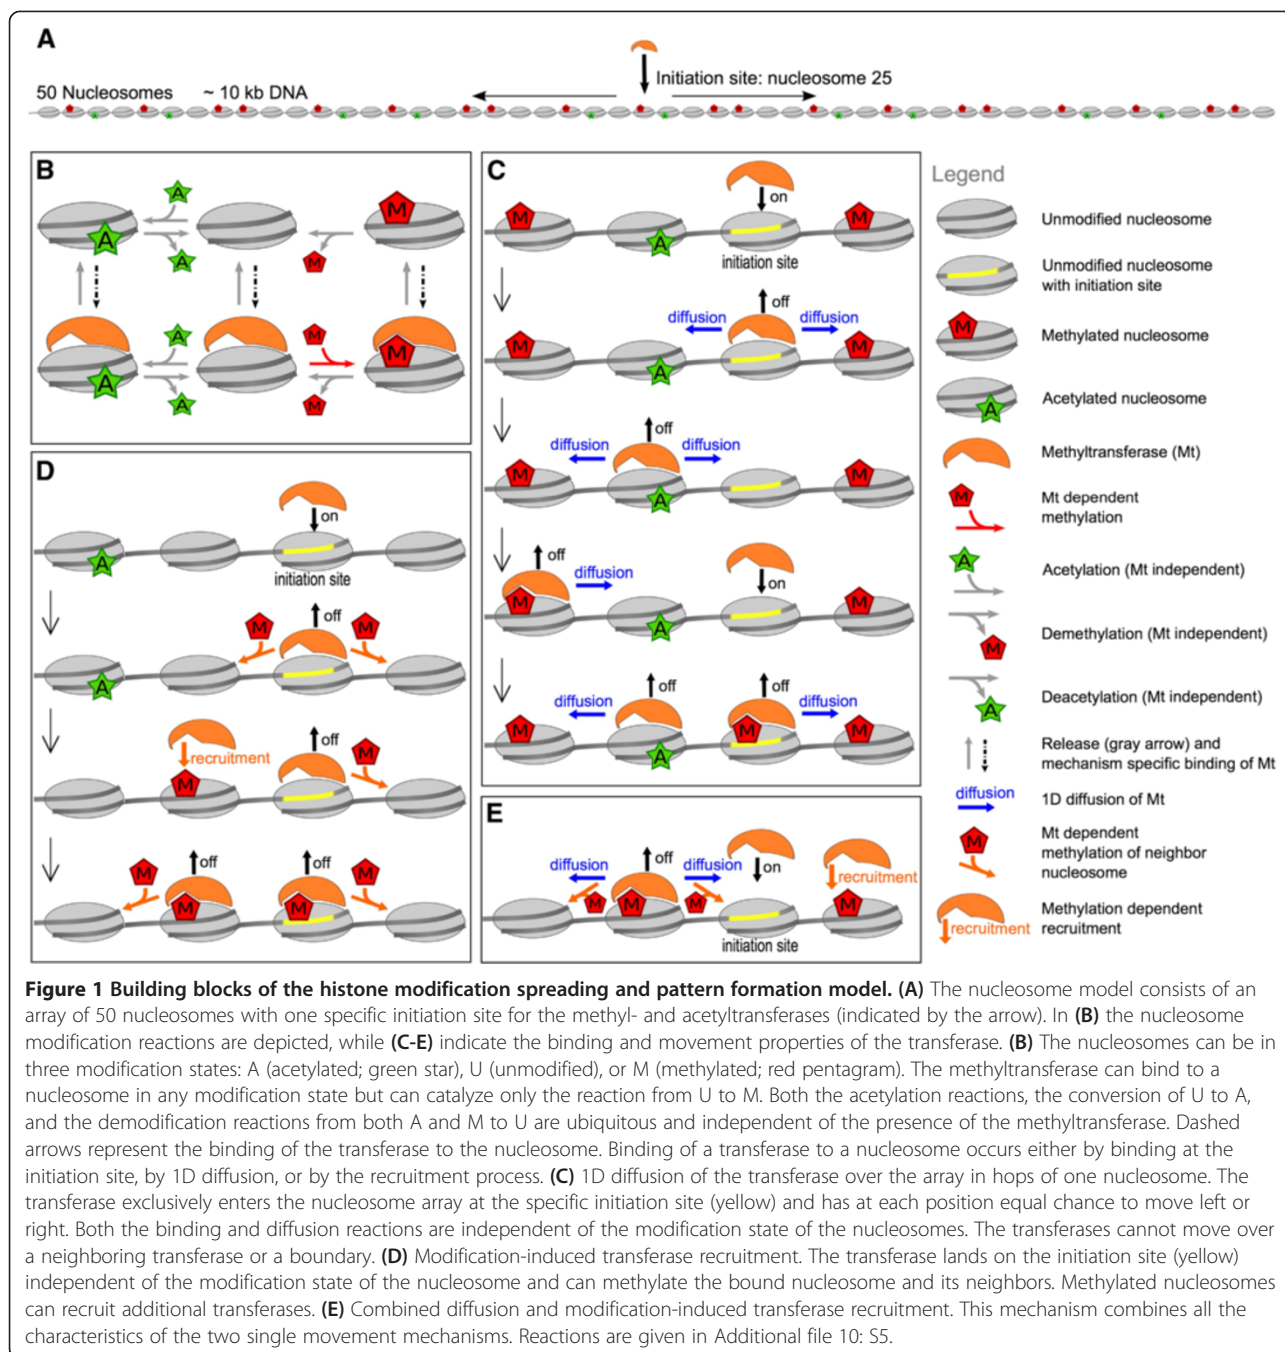 A
Initiation site: nucleosome 25
50 Nucleosomes ~ 10 kb DNA
B
A
M
A
A
M
A
M
A
M
A
M
C
on
M
A
M
initiation site
off
diffusion
diffusion
M
A
M
off
diffusion
diffusion
M
A
M
off
diffusion
on
M
A
M
off
off
diffusion
diffusion
M
A
M
M
D
on
A
initiation site
M
off
M
A
off
recruitment
M
M
M
off
off
M
M
M
E
diffusion
off
diffusion
on
recruitment
M
M
M
M
initiation site
Legend
Unmodified nucleosome
Unmodified nucleosome
with initiation site
M
Methylated nucleosome
A
Acetylated nucleosome
Methyltransferase (Mt)
M
Mt dependent
methylation
A
Acetylation (Mt independent)
Demethylation (Mt independent)
M
Deacetylation (Mt independent)
A
Release (gray arrow) and
mechanism specific binding of Mt
diffusion
1D diffusion of Mt
M
Mt dependent
methylation of neighbor
nucleosome
recruitment
Methylation dependent
recruitment
Figure 1 Building blocks of the histone modification spreading and pattern formation model. (A) The nucleosome model consists of an
array of 50 nucleosomes with one specific initiation site for the methyl- and acetyltransferases (indicated by the arrow). In (B) the nucleosome
modification reactions are depicted, while (C-E) indicate the binding and movement properties of the transferase. (B) The nucleosomes can be in
three modification states: A (acetylated; green star), U (unmodified), or M (methylated; red pentagram). The methyltransferase can bind to a
nucleosome in any modification state but can catalyze only the reaction from U to M. Both the acetylation reactions, the conversion of U to A,
and the demodification reactions from both A and M to U are ubiquitous and independent of the presence of the methyltransferase. Dashed
arrows represent the binding of the transferase to the nucleosome. Binding of a transferase to a nucleosome occurs either by binding at the
initiation site, by 1D diffusion, or by the recruitment process. (C) 1D diffusion of the transferase over the array in hops of one nucleosome. The
transferase exclusively enters the nucleosome array at the specific initiation site (yellow) and has at each position equal chance to move left or
right. Both the binding and diffusion reactions are independent of the modification state of the nucleosomes. The transferases cannot move over
a neighboring transferase or a boundary. (D) Modification-induced transferase recruitment. The transferase lands on the initiation site (yellow)
independent of the modification state of the nucleosome and can methylate the bound nucleosome and its neighbors. Methylated nucleosomes
can recruit additional transferases. (E) Combined diffusion and modification-induced transferase recruitment. This mechanism combines all the
characteristics of the two single movement mechanisms. Reactions are given in Additional file 10: S5.